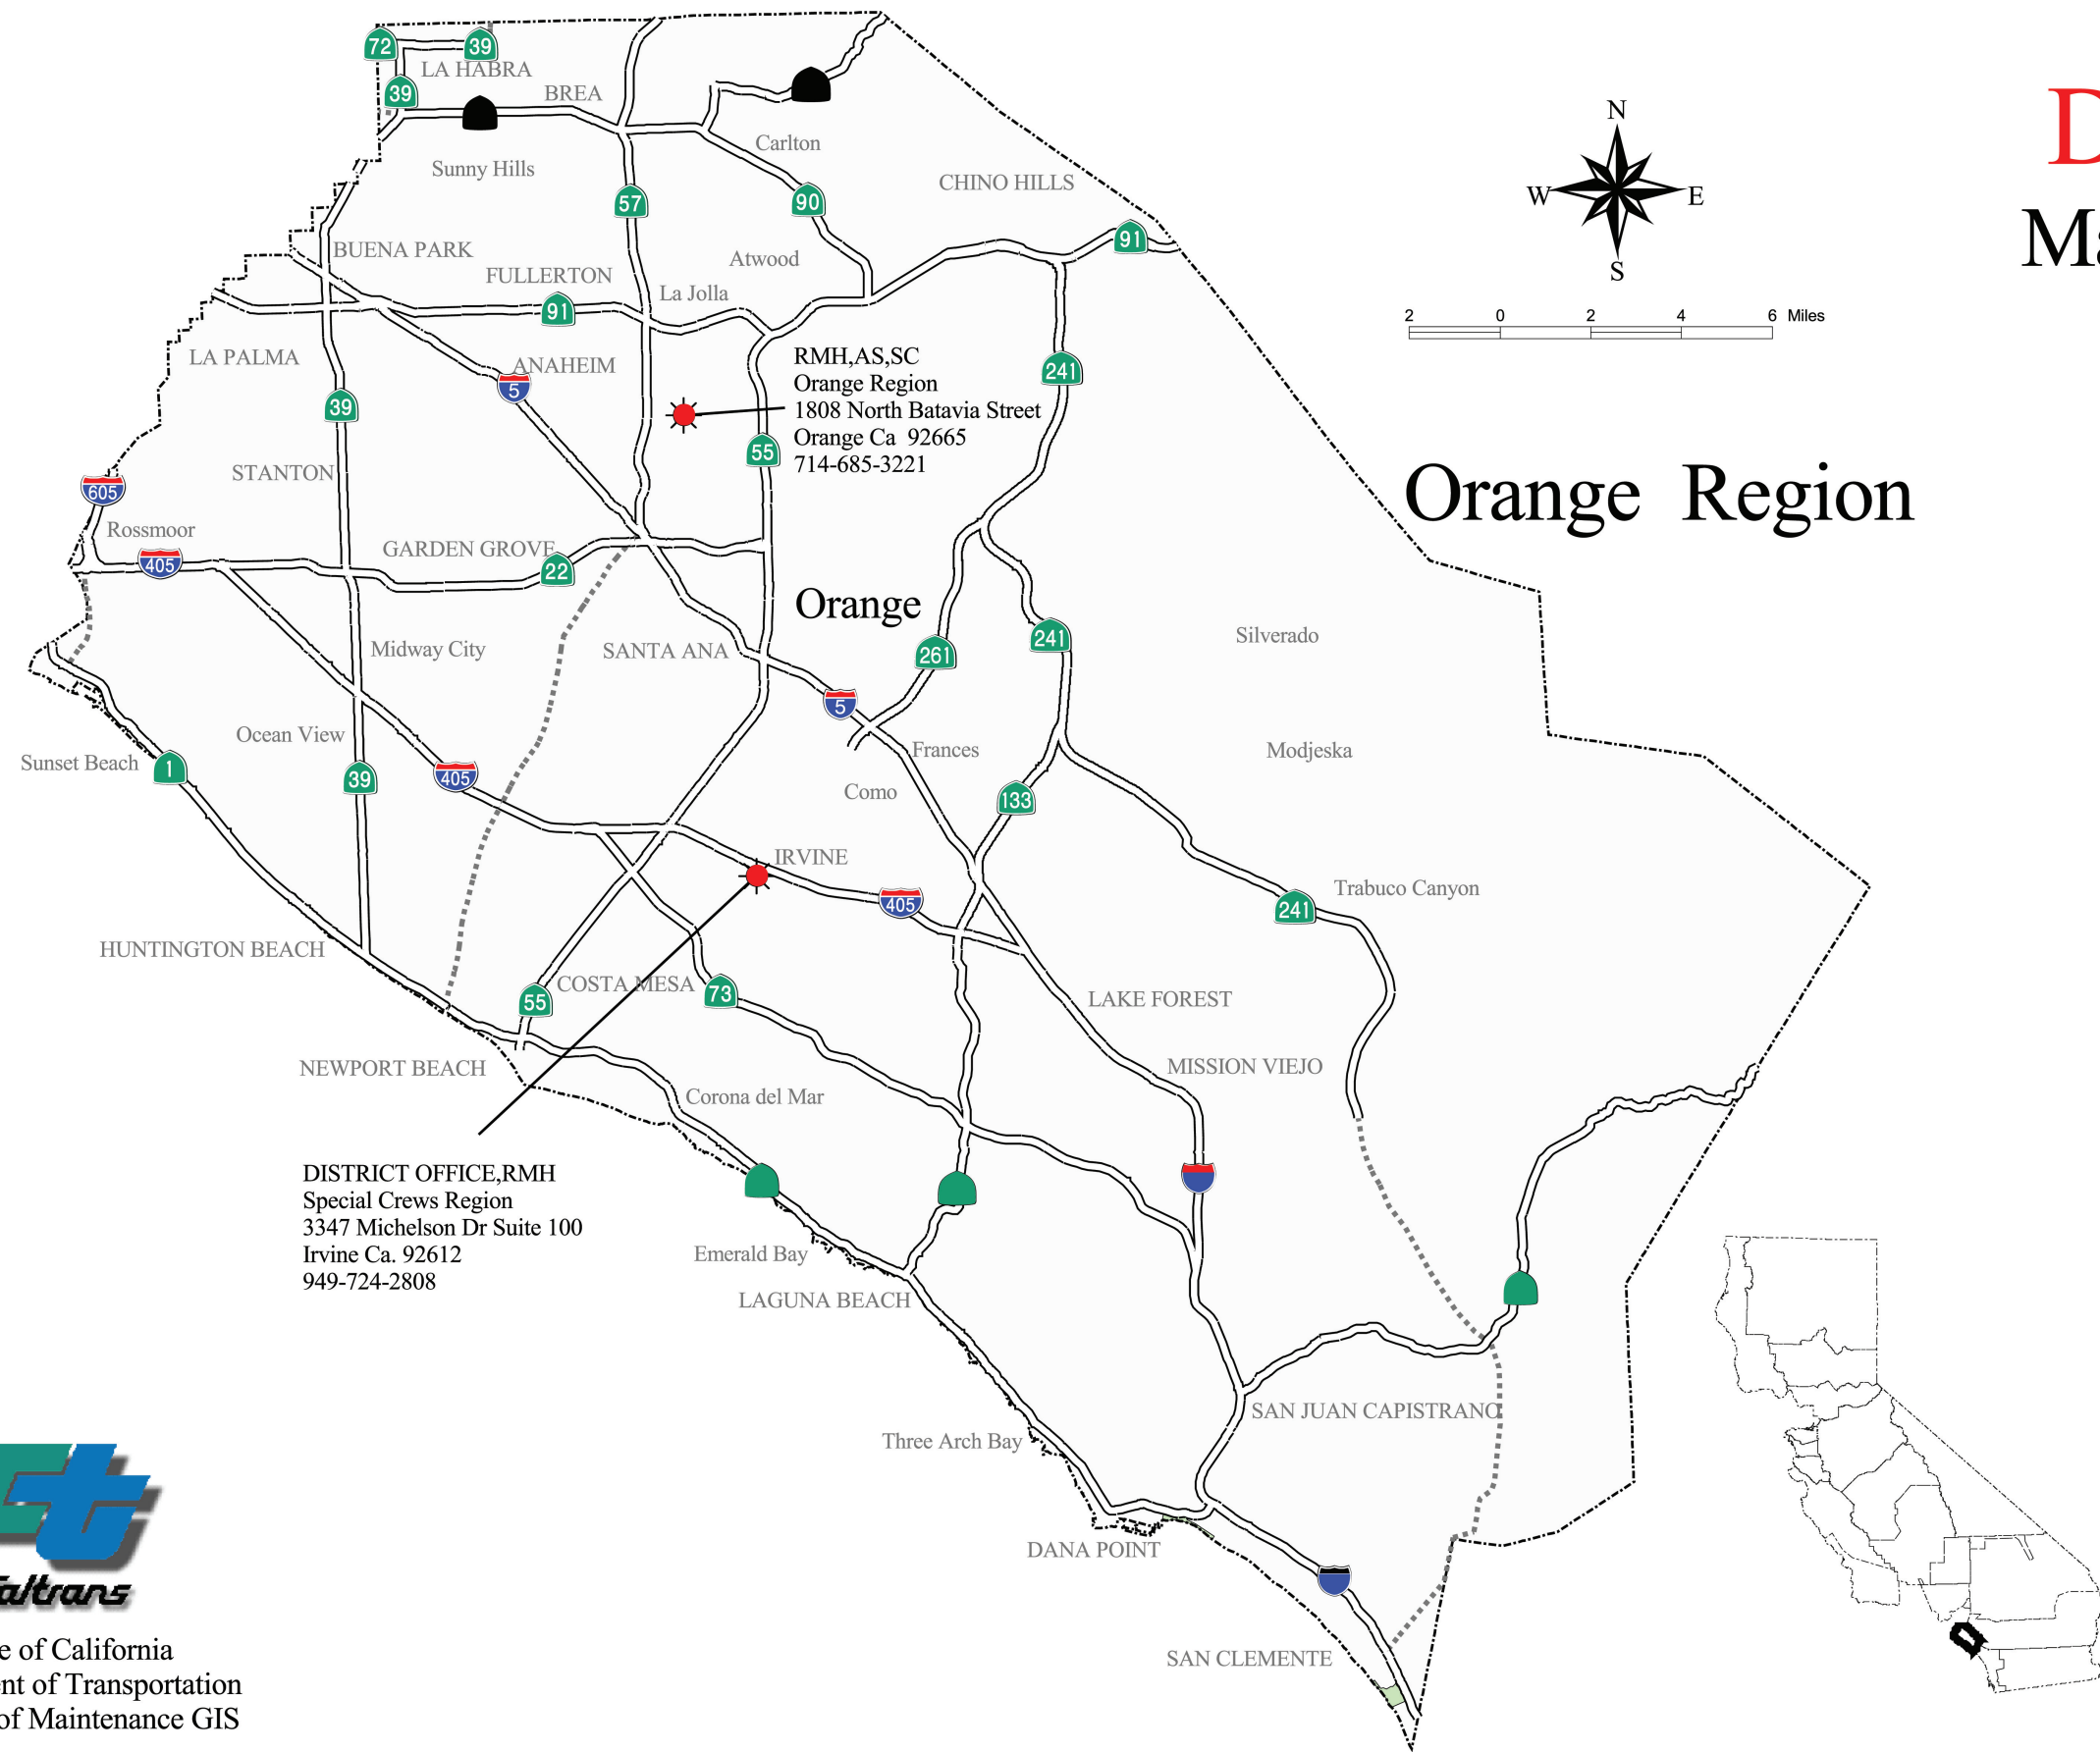 72
39
LA HABRA
39
BREA
Carlton
Sunny Hills
CHINO HILLS
57
90
91
BUENA PARK
FULLERTON
Atwood
La Jolla
91
LA PALMA
ANAHEIM
5
39
RMH,AS,SC
Orange Region
1808 North Batavia Street
Orange Ca 92665
714-685-3221
241
55
STANTON
605
Rossmoor
405
GARDEN GROVE
22
Orange
Midway City
SANTA ANA
261
241
Silverado
5
Ocean View
Frances
Modjeska
Sunset Beach
1
39
405
Como
133
IRVINE
405
Trabuco Canyon
241
HUNTINGTON BEACH
55
COSTA MESA
73
LAKE FOREST
NEWPORT BEACH
MISSION VIEJO
Corona del Mar
DISTRICT OFFICE,RMH
Special Crews Region
3347 Michelson Dr Suite 100
Irvine Ca. 92612
949-724-2808
Emerald Bay
LAGUNA BEACH
SAN JUAN CAPISTRANO
Three Arch Bay
DANA POINT
SAN CLEMENTE
N
W
E
S
2 0 2 4 6 Miles
D
Ma
Orange Region
altrans
e of California
nt of Transportation
of Maintenance GIS